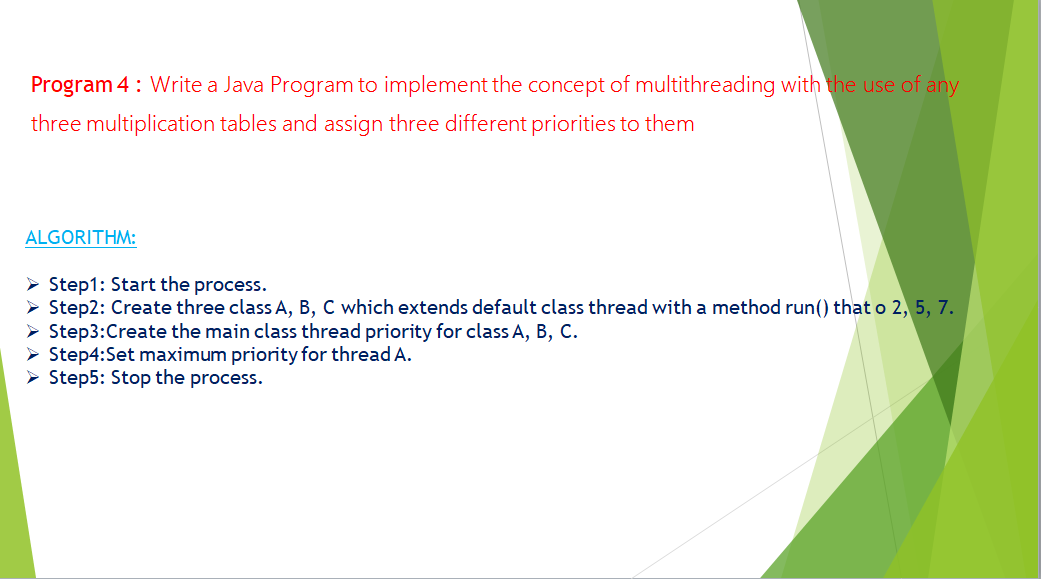 Program 4 : Write a Java Program to implement the concept of multithreading with the use of any
three multiplication tables and assign three different priorities to them
ALGORITHM:
➢ Step1: Start the process.
➢ Step2: Create three class A, B, C which extends default class thread with a method run() that o 2, 5, 7.
➢ Step3:Create the main class thread priority for class A, B, C.
➢ Step4:Set maximum priority for thread A.
➢ Step5: Stop the process.